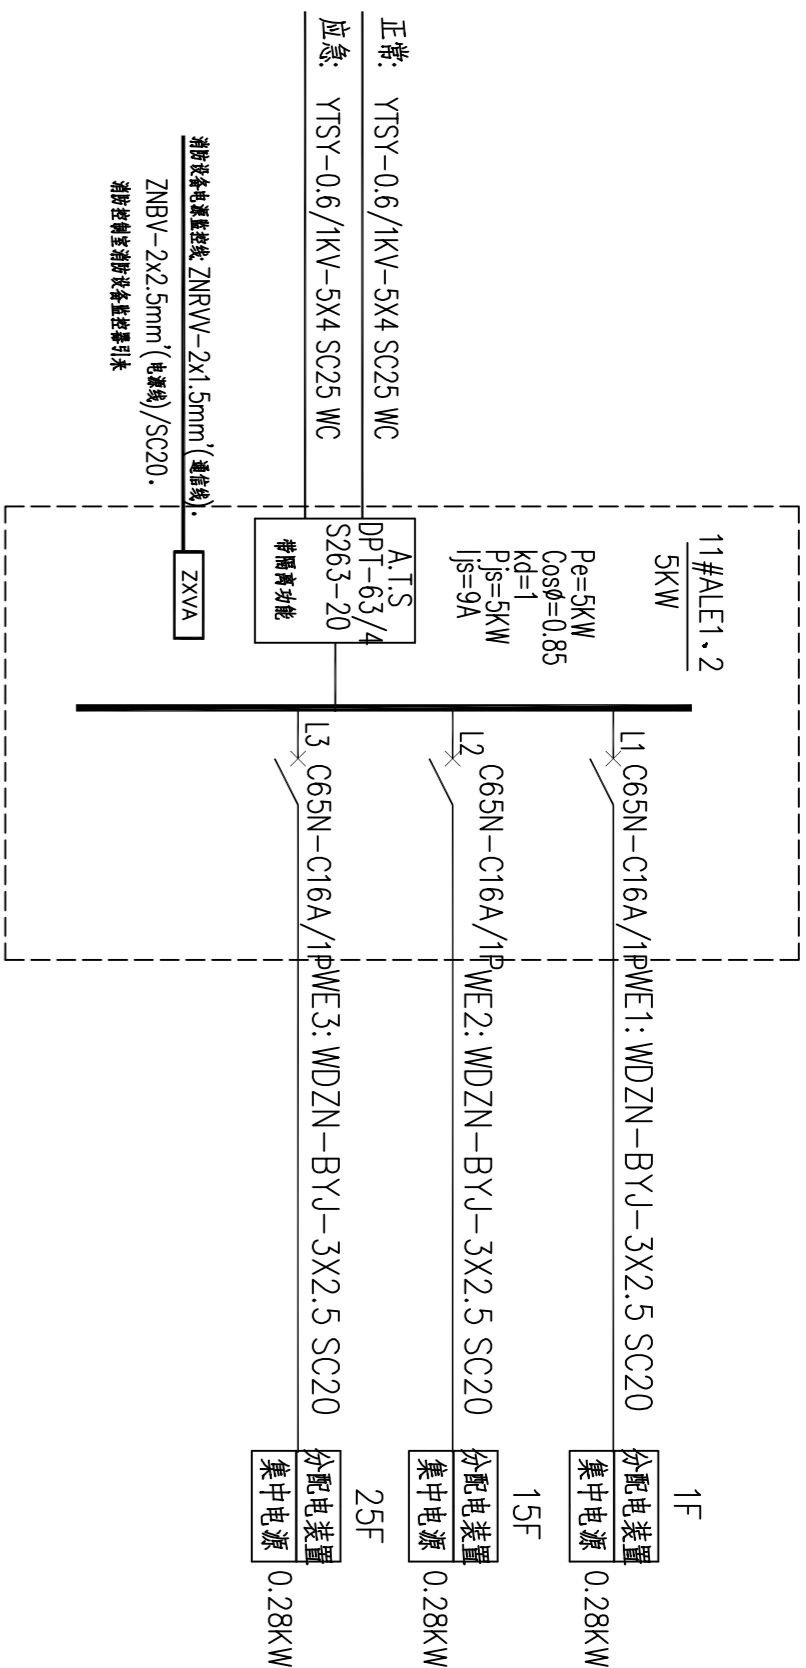 正常: YTSY-0.6/1KV-5X4 SC25 WC
应急: YTSY-0.6/1KV-5X4 SC25 WC
消防设备电源监控线: ZNRVV-2x1.5mm'(通信线).
ZNBV-2x2.5mm'(电源线)/SC20.
消防控制室消防设备监控器引来
11#ALE1、2
5KW
Pe=5KW
CosØ=0.85
kd=1
Pjs=5KW
Ijs=9A
A.T.S
DPT-63/4
S263-20
带隔离功能
ZXVA
L1 C65N-C16A/1P WE1: WDZN-BYJ-3X2.5 SC20
1F
分配电装置
集中电源
0.28KW
L2 C65N-C16A/1P WE2: WDZN-BYJ-3X2.5 SC20
15F
分配电装置
集中电源
0.28KW
L3 C65N-C16A/1P WE3: WDZN-BYJ-3X2.5 SC20
25F
分配电装置
集中电源
0.28KW